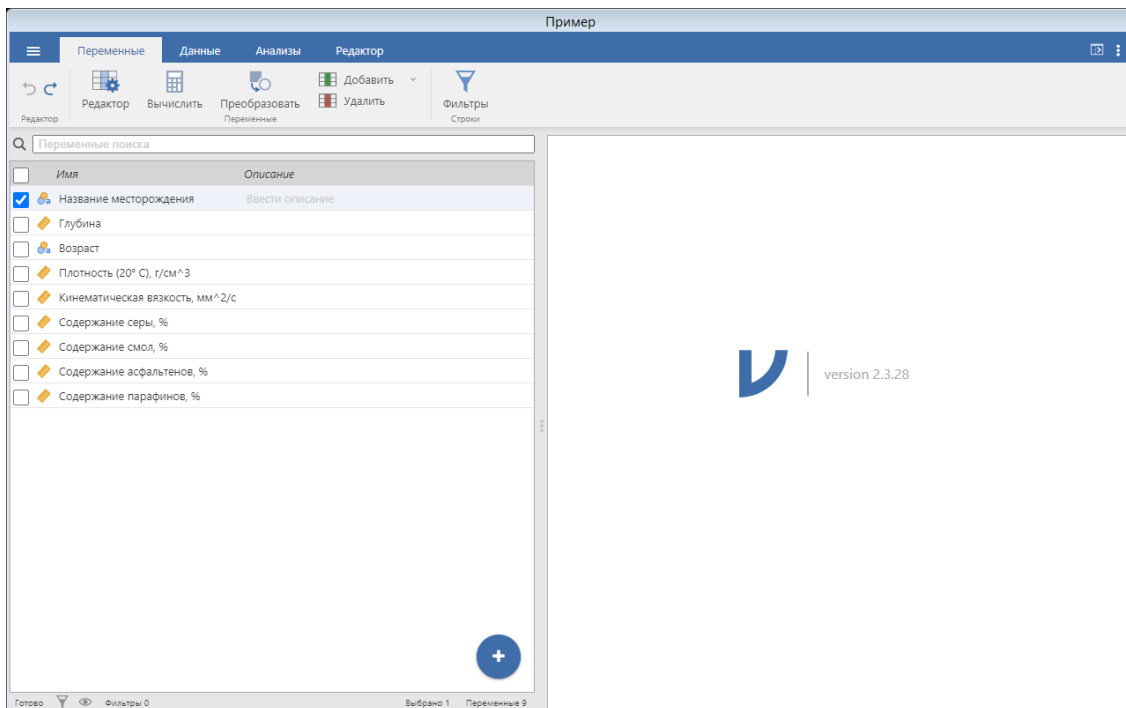 Пример
Переменные Данные Анализы Редактор
Редактор Вычислить Преобразовать Добавить Удалить Фильтры
Редактор Переменные Строки
Переменные поиска
Имя Описание
Название месторождения Ввести описание
Глубина
Возраст
Плотность (20° С), г/см^3
Кинематическая вязкость, мм^2/с
Содержание серы, %
Содержание смол, %
Содержание асфальтенов, %
Содержание парафинов, %
version 2.3.28
Готово Фильтры 0 Выбрано 1 Переменные 9